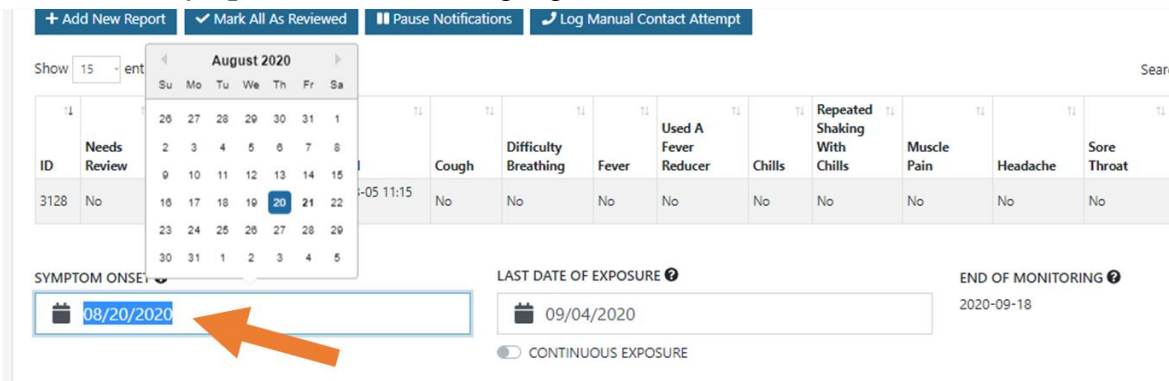 + Add New Report ✓ Mark All As Reviewed Pause Notifications Log Manual Contact Attempt
Show 15 ent
Sear
August 2020
Su Mo Tu We Th Fr Sa
26 27 28 29 30 31 1
2 3 4 5 6 7 8
9 10 11 12 13 14 15
16 17 18 19 20 21 22
23 24 25 26 27 28 29
30 31 1 2 3 4 5
ID Needs Review Cough Difficulty Breathing Fever Used A Fever Reducer Chills Repeated Shaking With Chills Muscle Pain Headache Sore Throat
3128 No -05 11:15 No No No No No No No No No
SYMPTOM ONSET
08/20/2020
LAST DATE OF EXPOSURE
09/04/2020
CONTINUOUS EXPOSURE
END OF MONITORING
2020-09-18